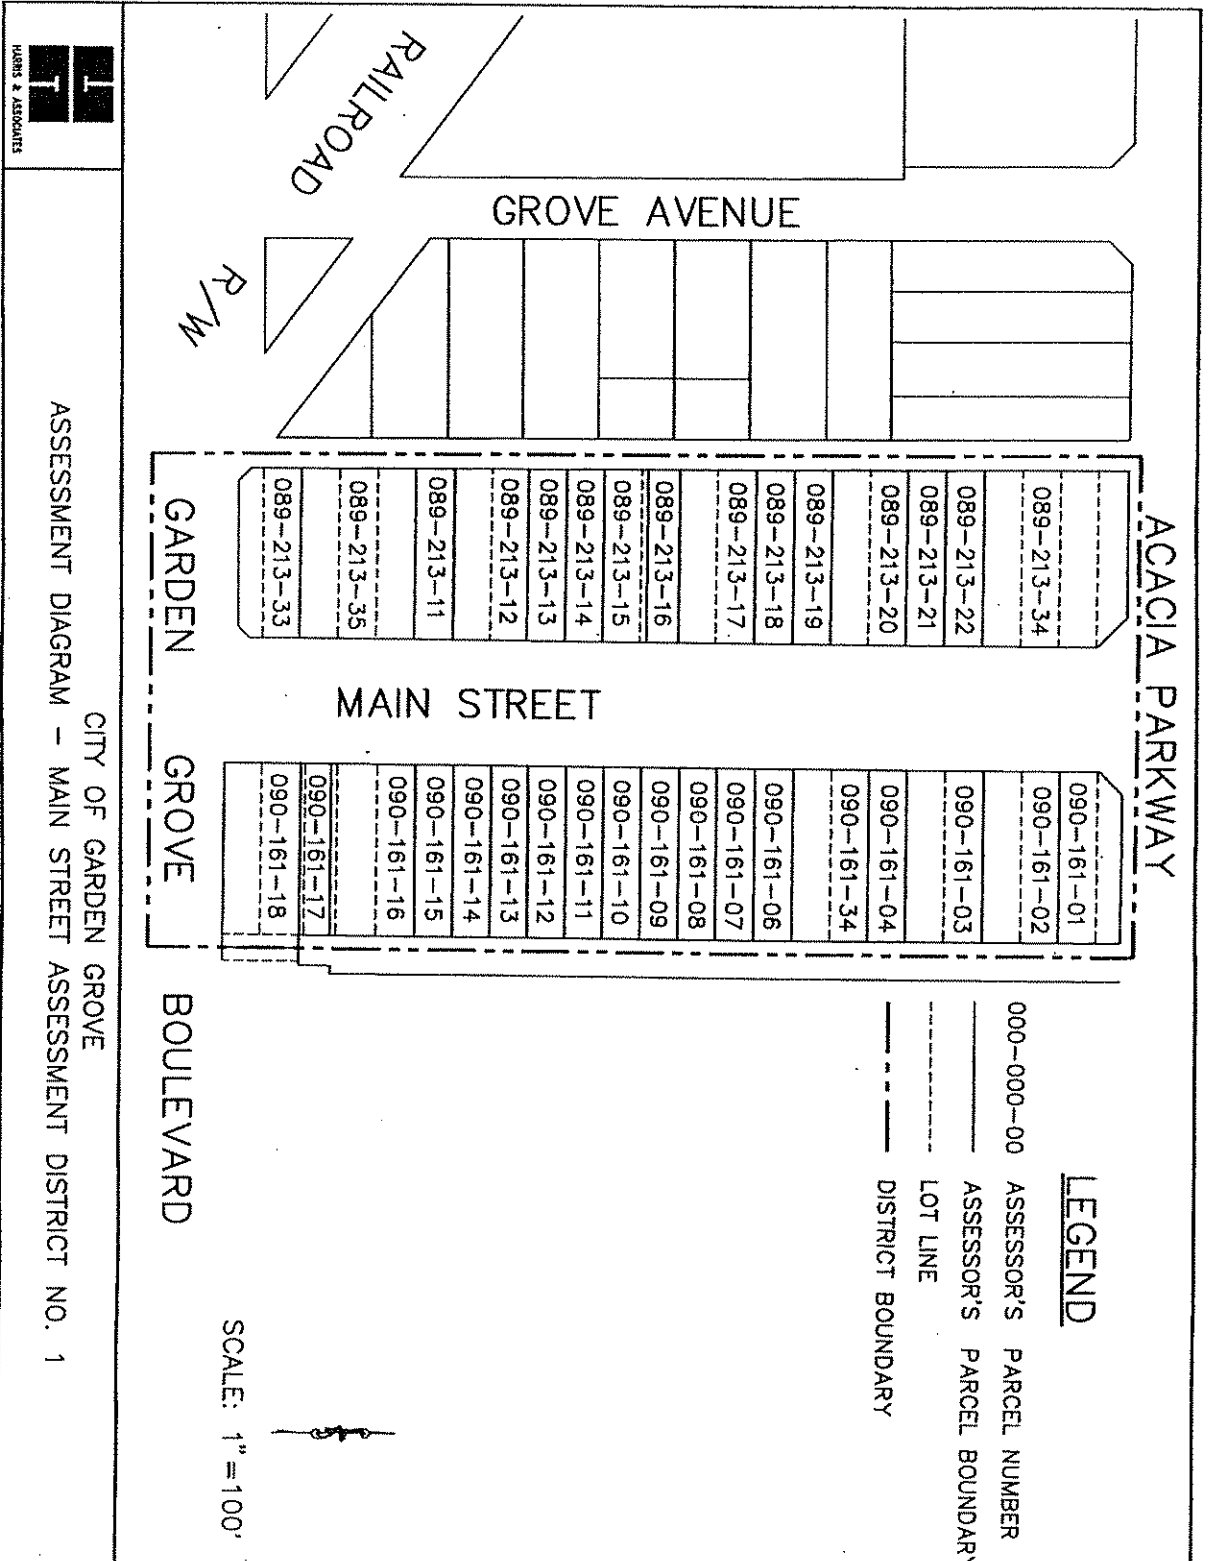 ACACIA PARKWAY
RAILROAD
R/W
GROVE AVENUE
089-213-34
089-213-22
089-213-21
089-213-20
089-213-19
089-213-18
089-213-17
089-213-16
089-213-15
089-213-14
089-213-13
089-213-12
089-213-11
089-213-35
089-213-33
MAIN STREET
090-161-01
090-161-02
090-161-03
090-161-04
090-161-34
090-161-06
090-161-07
090-161-08
090-161-09
090-161-10
090-161-11
090-161-12
090-161-13
090-161-14
090-161-15
090-161-16
090-161-17
090-161-18
GARDEN GROVE BOULEVARD
LEGEND
000-000-00 ASSESSOR'S PARCEL NUMBER
ASSESSOR'S PARCEL BOUNDARY
LOT LINE
DISTRICT BOUNDARY
SCALE: 1"=100'
CITY OF GARDEN GROVE
ASSESSMENT DIAGRAM - MAIN STREET ASSESSMENT DISTRICT NO. 1
HARRIS & ASSOCIATES